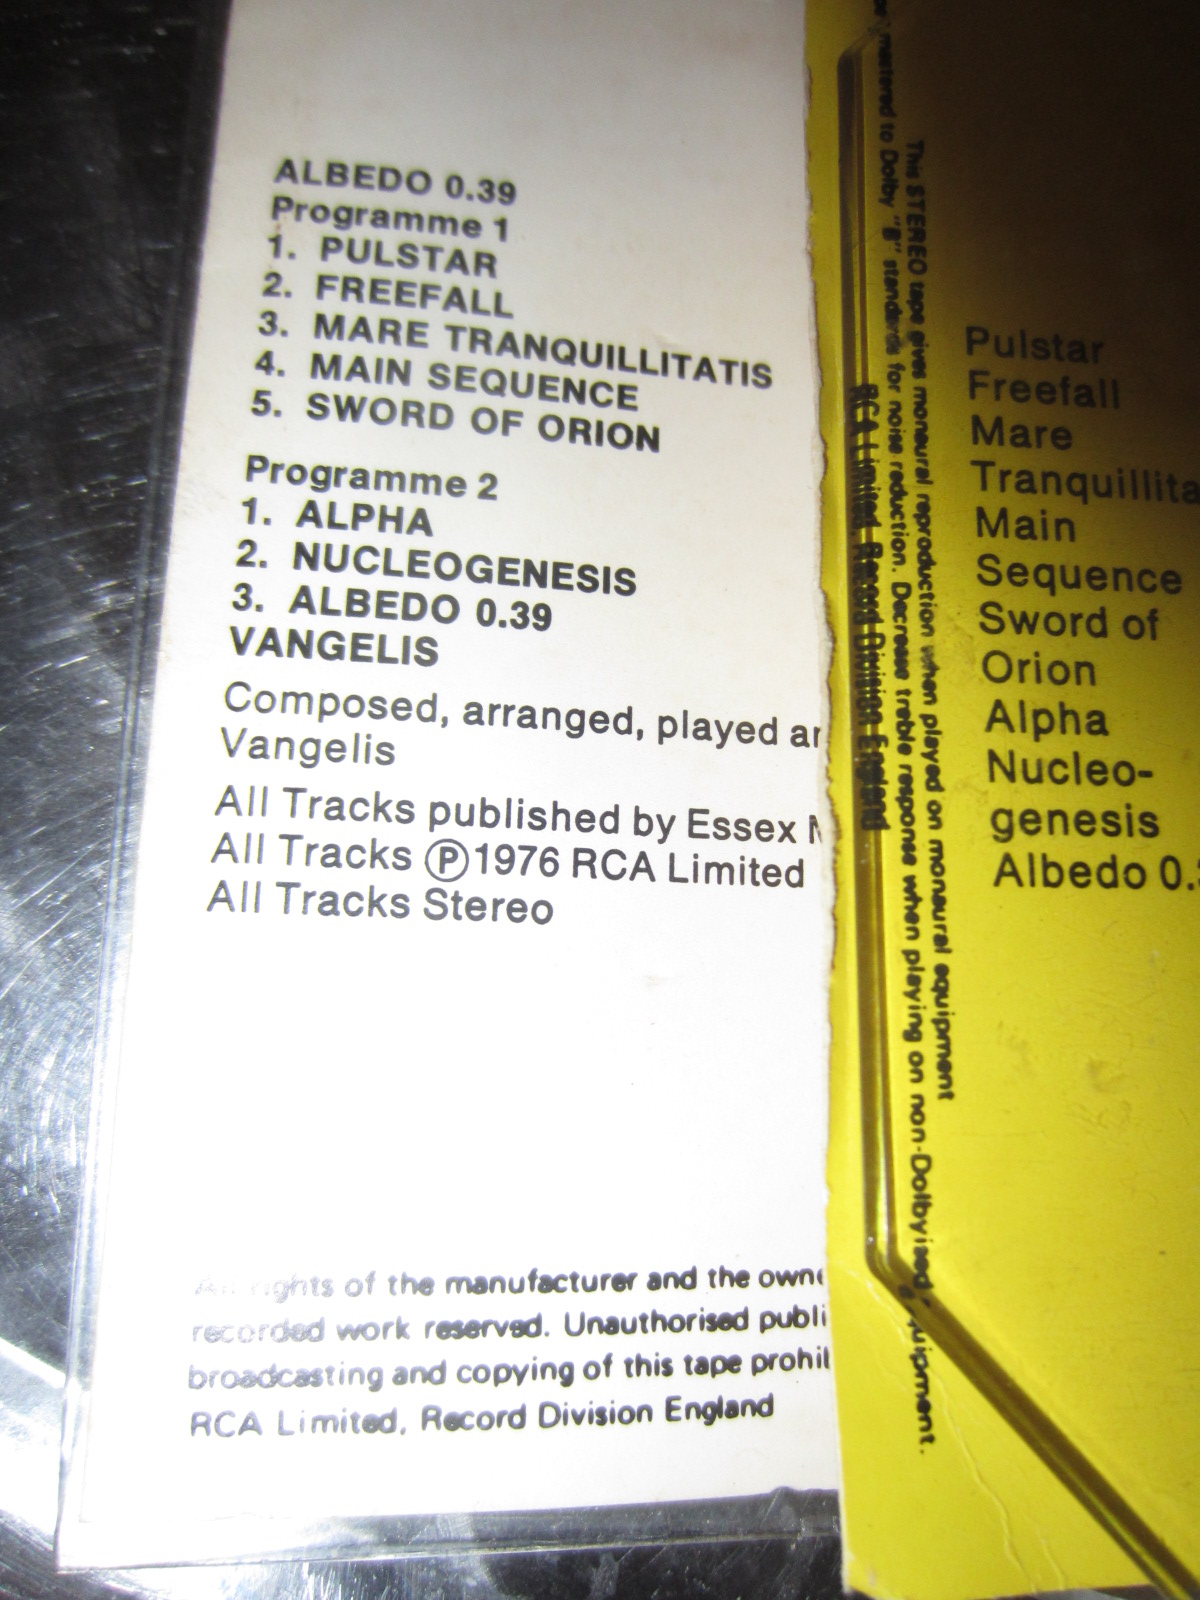 ALBEDO 0.39
Programme 1
1. PULSTAR
2. FREEFALL
3. MARE TRANQUILLITATIS
4. MAIN SEQUENCE
5. SWORD OF ORION
Programme 2
1. ALPHA
2. NUCLEOGENESIS
3. ALBEDO 0.39
VANGELIS
Composed, arranged, played
Vangelis
All Tracks published by Essex
All Tracks Ⓟ1976 RCA Limited
All Tracks Stereo
All rights of the manufacturer and the
recorded work reserved. Unauthorised
broadcasting and copying of this tape
RCA Limited, Record Division England
This STEREO tape gives monaural reproduction when played on monaural equipment
mastered to Dolby "B" standards for noise reduction. Decrease treble response when playing on non-Dolbyised equipment.
RCA Limited, Record Division England
Pulstar
Freefall
Mare
Main
Sequence
Sword of
Orion
Alpha
Nucleo-
genesis
Albedo